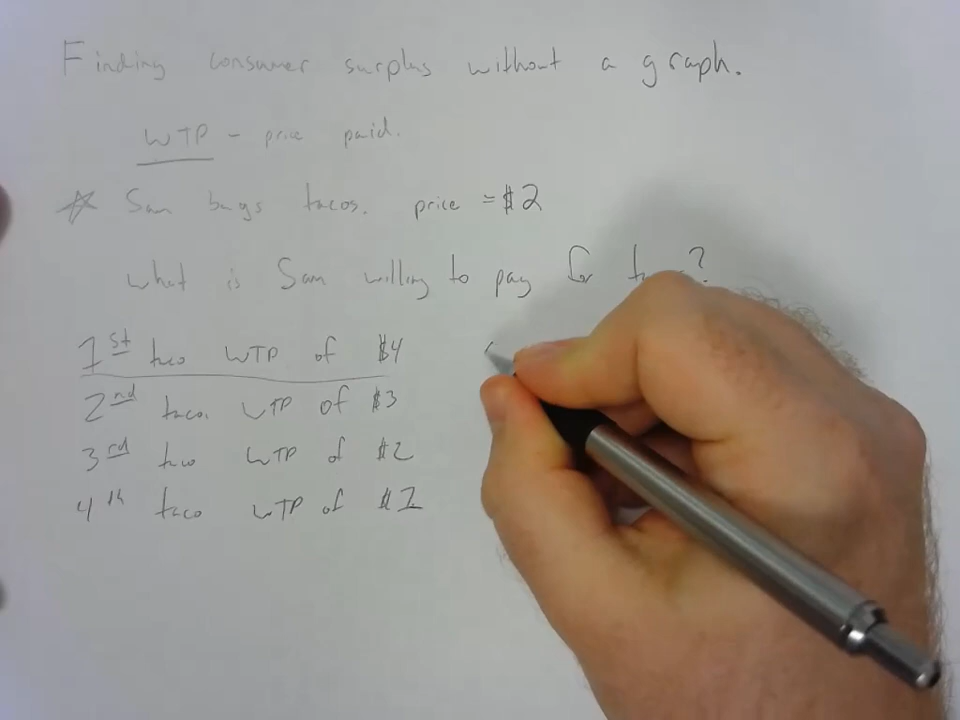 Finding consumer surplus without a graph.
WTP - price paid.
☆ Sam buys tacos. price = $2
what is Sam willing to pay for ?
1st taco WTP of $4
2nd taco. WTP of $3
3rd taco WTP of $2
4th taco WTP of $1